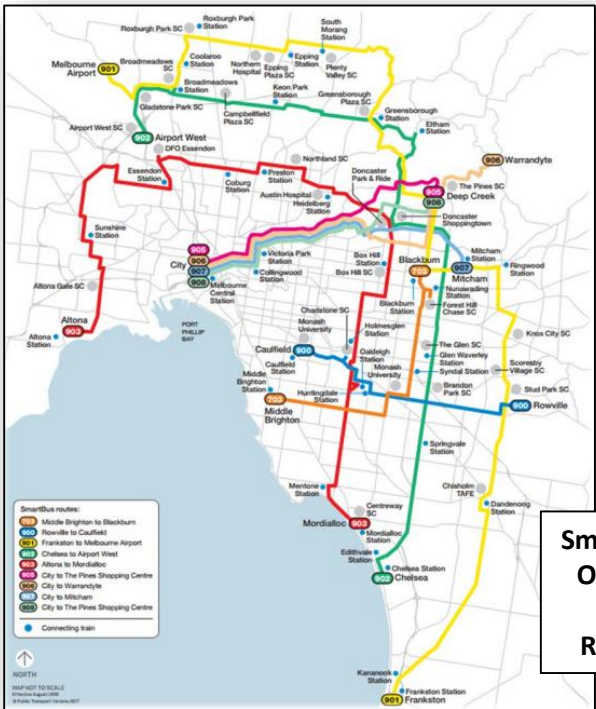 Roxburgh Park
Station
Roxburgh Park SC
South
Morang
Station
Melbourne
Airport
901
Broadmeadows
SC
Coolaroo
Station
Northern
Hospital
Epping
Station
Epping
Plaza SC
Plenty
Valley SC
Broadmeadows
Station
Keon Park
Station
Greensborough
Plaza SC
Gladstone Park SC
Campbellfield
Plaza SC
Greensborough
Station
Eltham
Station
Airport West SC
902 Airport West
DFO Essendon
Essendon
Station
Coburg
Station
Preston
Station
Northland SC
Austin Hospital
Heidelberg
Station
Doncaster
Park & Ride
906 Warrandyte
The Pines SC
905
908
Deep Creek
Doncaster
Shoppingtown
Sunshine
Station
905
906
907
908
City
Melbourne
Central
Station
Victoria Park
Station
Collingwood
Station
Box Hill
Station
Box Hill SC
Blackburn
703
Mitcham
Station
907
Mitcham
Ringwood
Station
Blackburn
Station
Nunawading
Station
Forest Hill
Chase SC
Altona Gate SC
Altona
903
Altona
Station
PORT
PHILLIP
BAY
Chadstone SC
Monash
University
Holmesglen
Station
Caulfield 900
Caulfield
Station
Oakleigh
Station
Monash
University
The Glen SC
Glen Waverley
Station
Syndal Station
Knox City SC
Scoresby
Village SC
Middle
Brighton
Station
Huntingdale
Station
Brandon
Park SC
Stud Park SC
900 Rowville
703
Middle
Brighton
Springvale
Station
Mentone
Station
Chisholm
TAFE
Dandenong
Station
Centreway
SC
Mordialloc 903
Mordialloc
Station
Edithvale
Station
Chelsea Station
902 Chelsea
Kananook
Station
Frankston Station
901
Frankston
SmartBus routes:
703 Middle Brighton to Blackburn
900 Rowville to Caulfield
901 Frankston to Melbourne Airport
902 Chelsea to Airport West
903 Altona to Mordialloc
905 City to The Pines Shopping Centre
906 City to Warrandyte
907 City to Mitcham
908 City to The Pines Shopping Centre
Connecting train
NORTH
MAP NOT TO SCALE
Effective August 2016
© Public Transport Victoria 2017
Sm
O
R